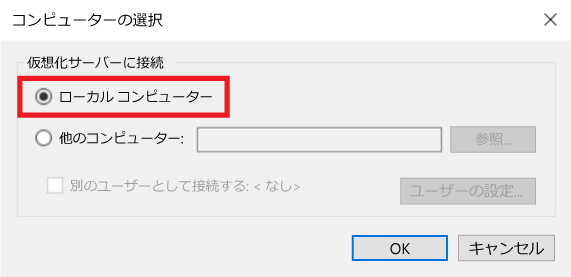 コンピューターの選択
仮想化サーバーに接続
ローカル コンピューター
他のコンピューター: 参照...
別のユーザーとして接続する: < なし> ユーザーの設定...
OK キャンセル